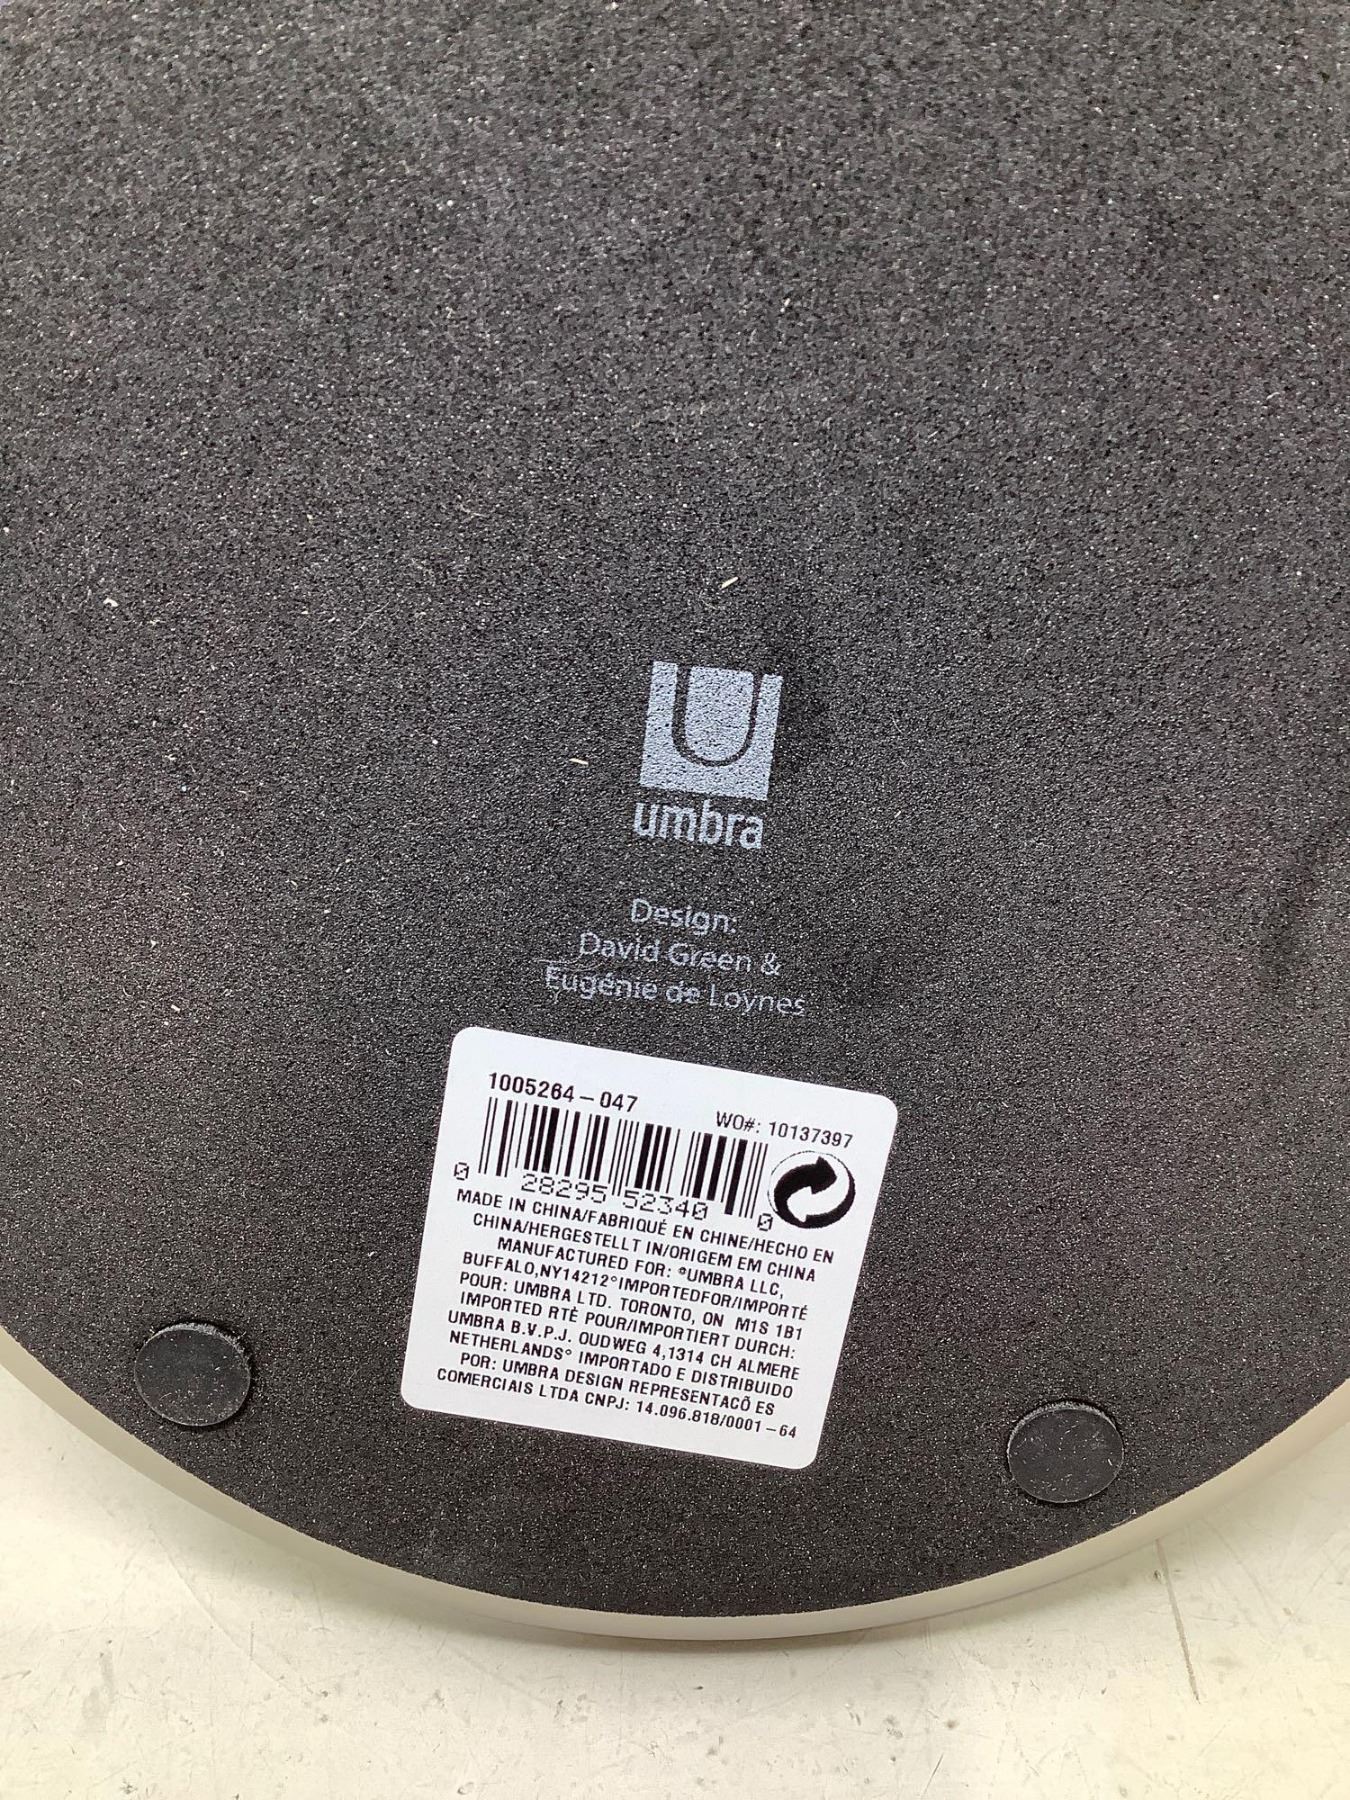 umbra
Design:
David Green &
Eugénie de Loynes
1005264-047
WO#: 10137397
0 28295 52340 0
MADE IN CHINA/FABRIQUÉ EN CHINE/HECHO EN
CHINA/HERGESTELLT IN/ORIGEM EM CHINA
MANUFACTURED FOR: °UMBRA LLC,
BUFFALO,NY14212°IMPORTEDFOR/IMPORTÉ
POUR: UMBRA LTD. TORONTO, ON M1S 1B1
IMPORTED RTÈ POUR/IMPORTIERT DURCH:
UMBRA B.V.P.J. OUDWEG 4,1314 CH ALMERE
NETHERLANDS° IMPORTADO E DISTRIBUIDO
POR: UMBRA DESIGN REPRESENTACÕ ES
COMERCIAIS LTDA CNPJ: 14.096.818/0001-64